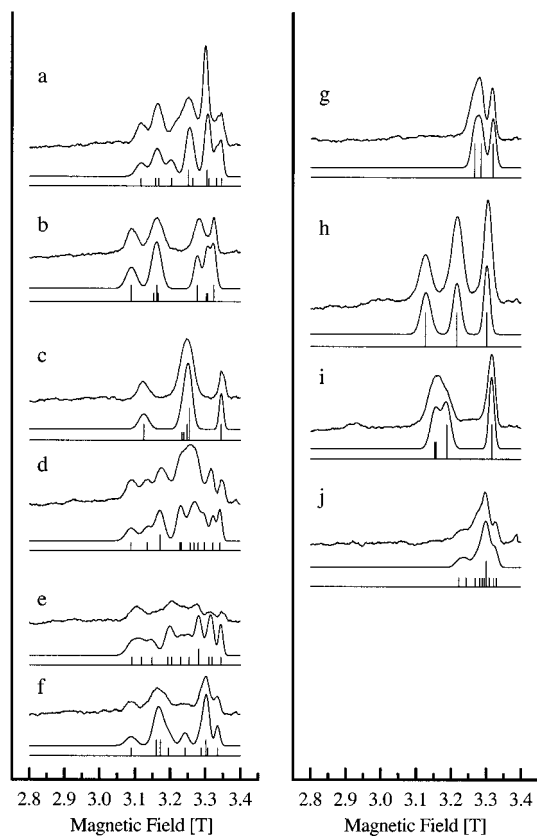 a
b
c
d
e
f
2.8 2.9 3.0 3.1 3.2 3.3 3.4
Magnetic Field [T]
g
h
i
j
2.8 2.9 3.0 3.1 3.2 3.3 3.4
Magnetic Field [T]